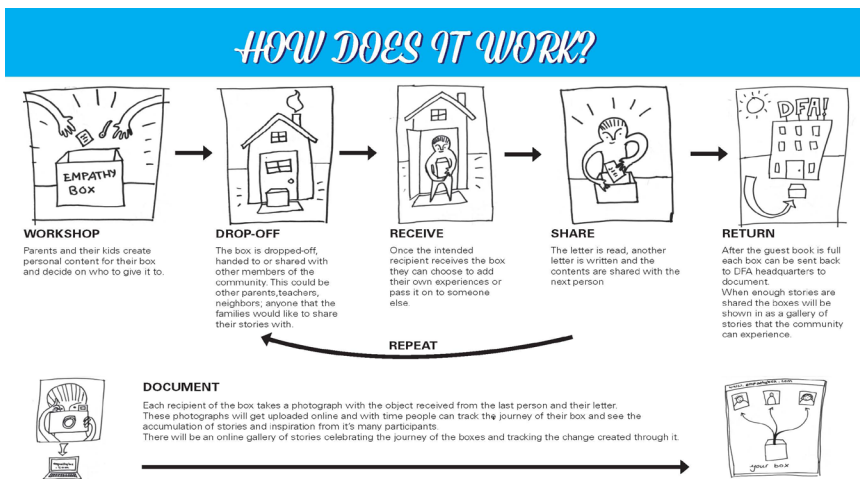 HOW DOES IT WORK?
EMPATHY
BOX
DFA!
WORKSHOP
Parents and their kids create
personal content for their box
and decide on who to give it to.
DROP-OFF
The box is dropped-off,
handed to or shared with
other members of the
community. This could be
other parents,teachers,
neighbors; anyone that the
families would like to share
their stories with.
RECEIVE
Once the intended
recipient receives the box
they can choose to add
their own experiences or
pass it on to someone
else.
SHARE
The letter is read, another
letter is written and the
contents are shared with the
next person
RETURN
After the guest book is full
each box can be sent back
to DFA headquarters to
document.
When enough stories are
shared the boxes will be
shown in as a gallery of
stories that the community
can experience.
REPEAT
DOCUMENT
Each recipient of the box takes a photograph with the object received from the last person and their letter.
These photographs will get uploaded online and with time people can track the journey of their box and see the
accumulation of stories and inspiration from it's many participants.
There will be an online gallery of stories celebrating the journey of the boxes and tracking the change created through it.
your box